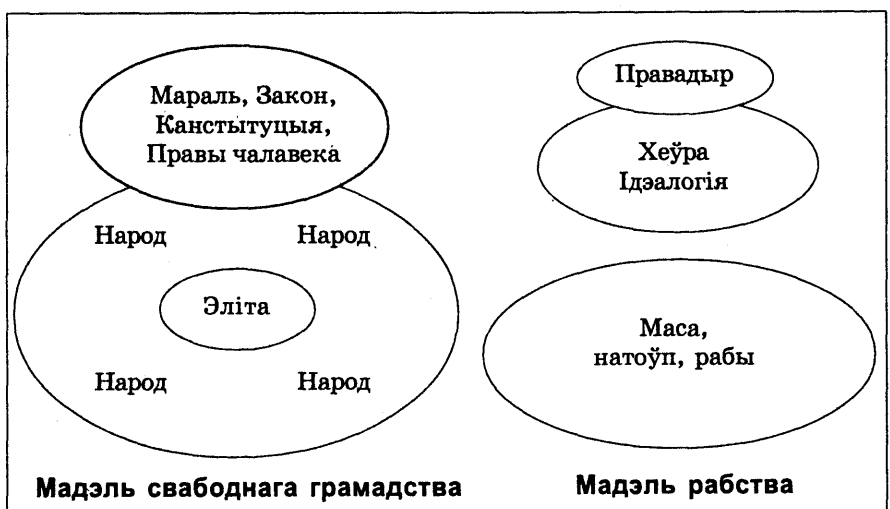 Мараль, Закон,
Канстытуцыя,
Правы чалавека
Народ Народ
Эліта
Народ Народ
Мадэль свабоднага грамадства
Правадыр
Хеўра
Ідэалогія
Маса,
натоўп, рабы
Мадэль рабства